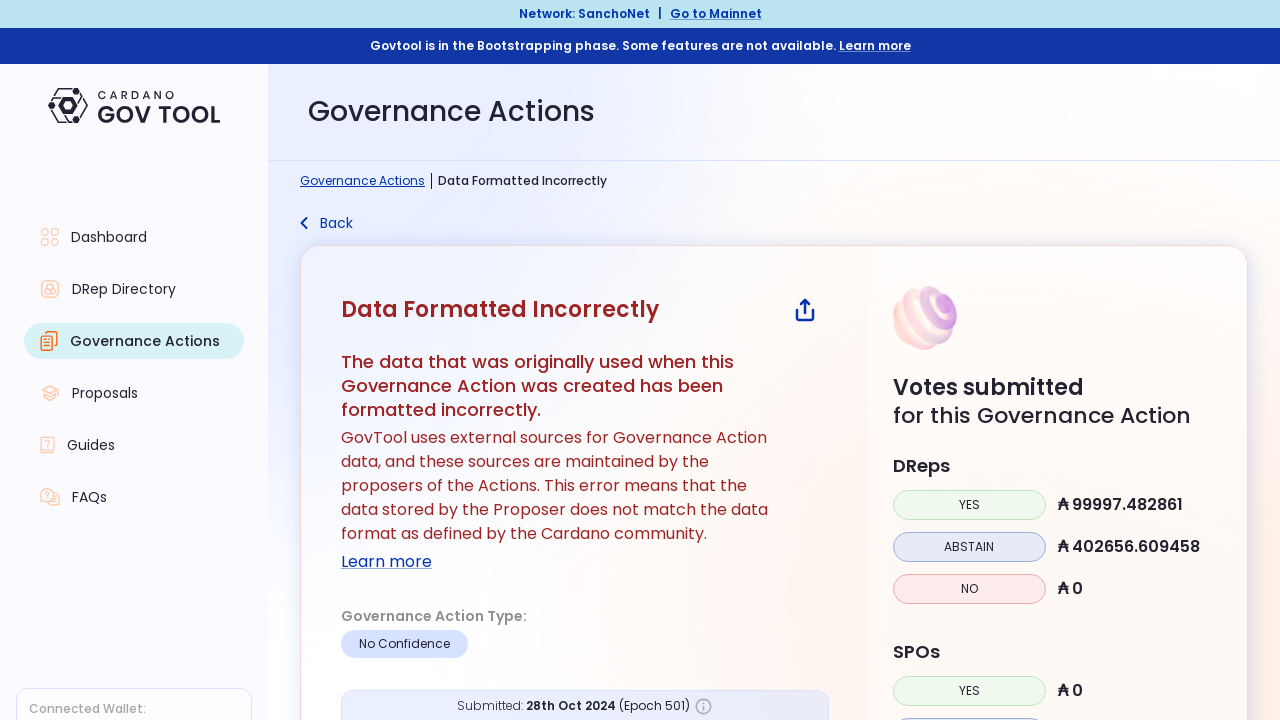 Network: SanchoNet | Go to Mainnet
Govtool is in the Bootstrapping phase. Some features are not available. Learn more
CARDANO
GOV TOOL
Dashboard
DRep Directory
Governance Actions
Proposals
Guides
FAQs
Connected Wallet:
Governance Actions
Governance Actions | Data Formatted Incorrectly
Back
Data Formatted Incorrectly
The data that was originally used when this
Governance Action was created has been
formatted incorrectly.
GovTool uses external sources for Governance Action
data, and these sources are maintained by the
proposers of the Actions. This error means that the
data stored by the Proposer does not match the data
format as defined by the Cardano community.
Learn more
Governance Action Type:
No Confidence
Submitted: 28th Oct 2024 (Epoch 501)
Votes submitted
for this Governance Action
DReps
YES ₳ 99997.482861
ABSTAIN ₳ 402656.609458
NO ₳ 0
SPOs
YES ₳ 0